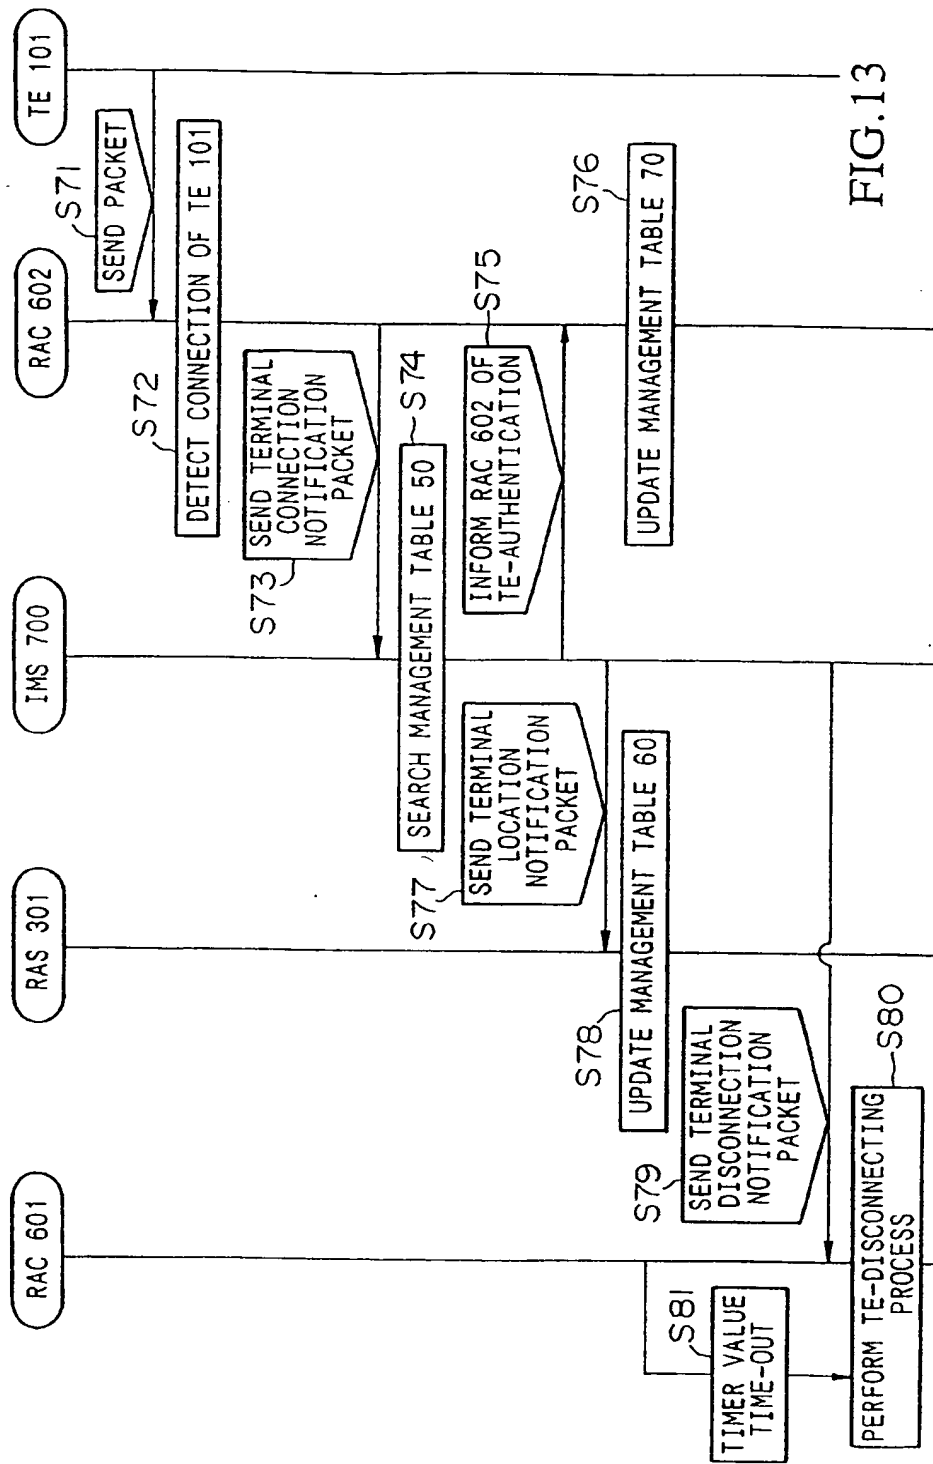 RAC 601
RAS 301
IMS 700
RAC 602
TE 101
S71
SEND PACKET
S72
DETECT CONNECTION OF TE 101
S73
SEND TERMINAL
CONNECTION
NOTIFICATION
PACKET
S74
SEARCH MANAGEMENT TABLE 50
S75
INFORM RAC 602 OF
TE-AUTHENTICATION
S76
UPDATE MANAGEMENT TABLE 70
S77
SEND TERMINAL
LOCATION
NOTIFICATION
PACKET
S78
UPDATE MANAGEMENT TABLE 60
S79
SEND TERMINAL
DISCONNECTION
NOTIFICATION
PACKET
S81
TIMER VALUE
TIME-OUT
S80
PERFORM TE-DISCONNECTING
PROCESS
FIG.13